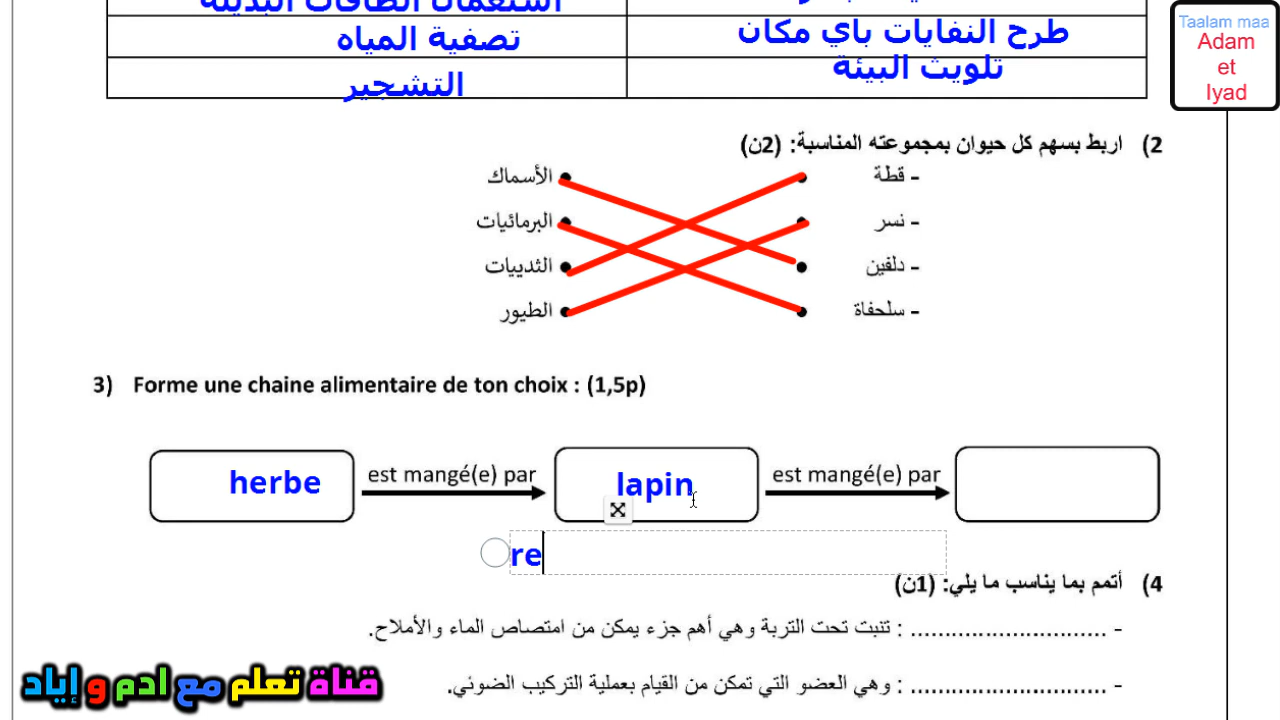 استعمال الطاقات البديلة
طرح النفايات باي مكان
تصفية المياه
تلويث البيئة
التشجير
Taalam maa
Adam
et
Iyad
2) اربط بسهم كل حيوان بمجموعته المناسبة: (2ن)
- قطة
الأسماك
- نسر
البرمائيات
- دلفين
الثدييات
- سلحفاة
الطيور
3) Forme une chaine alimentaire de ton choix : (1,5p)
herbe est mangé(e) par lapin est mangé(e) par
re
4) أتمم بما يناسب ما يلي: (1ن)
- ............................ : تنبت تحت التربة وهي أهم جزء يمكن من امتصاص الماء والأملاح.
- ............................ : وهي العضو التي تمكن من القيام بعملية التركيب الضوئي.
قناة تعلم مع ادم و إياد